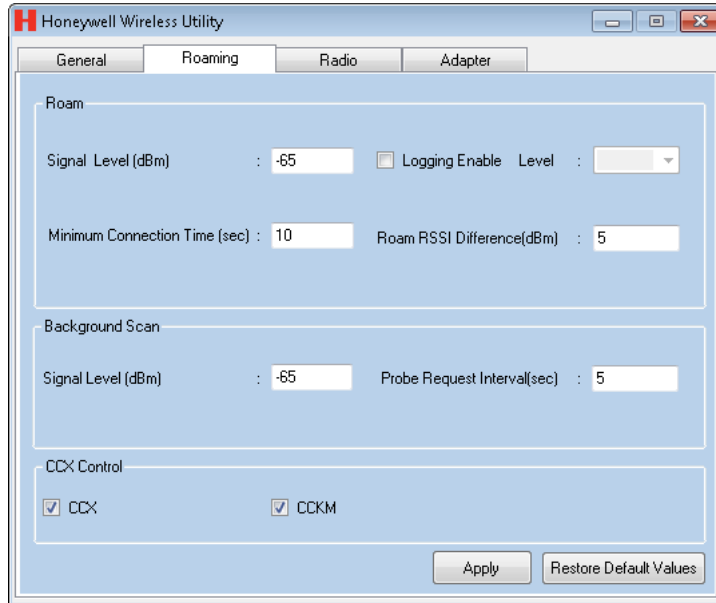 H Honeywell Wireless Utility
General Roaming Radio Adapter
Roam
Signal Level (dBm) : -65 Logging Enable Level :
Minimum Connection Time (sec) : 10 Roam RSSI Difference(dBm) : 5
Background Scan
Signal Level (dBm) : -65 Probe Request Interval(sec) : 5
CCX Control
CCX CCKM
Apply Restore Default Values